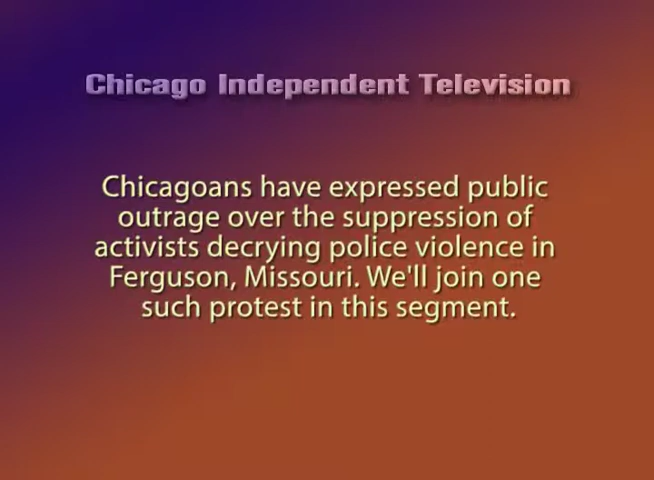 Chicago Independent Television
Chicagoans have expressed public
outrage over the suppression of
activists decrying police violence in
Ferguson, Missouri. We'll join one
such protest in this segment.